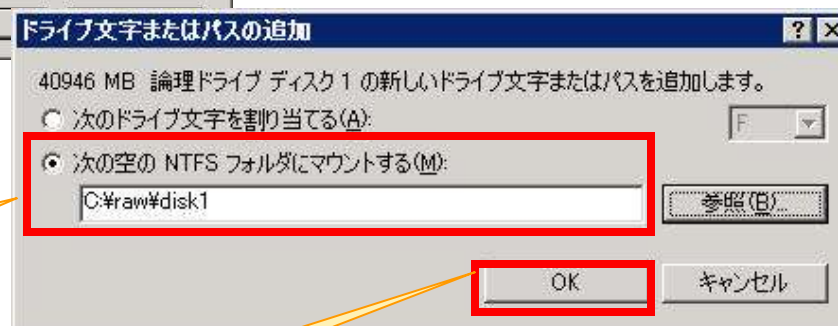 ドライブ文字またはパスの追加
40946 MB 論理ドライブ ディスク 1 の新しいドライブ文字またはパスを追加します。
次のドライブ文字を割り当てる(A):
F
次の空の NTFS フォルダにマウントする(M):
C:¥raw¥disk1
参照(B)...
OK
キャンセル